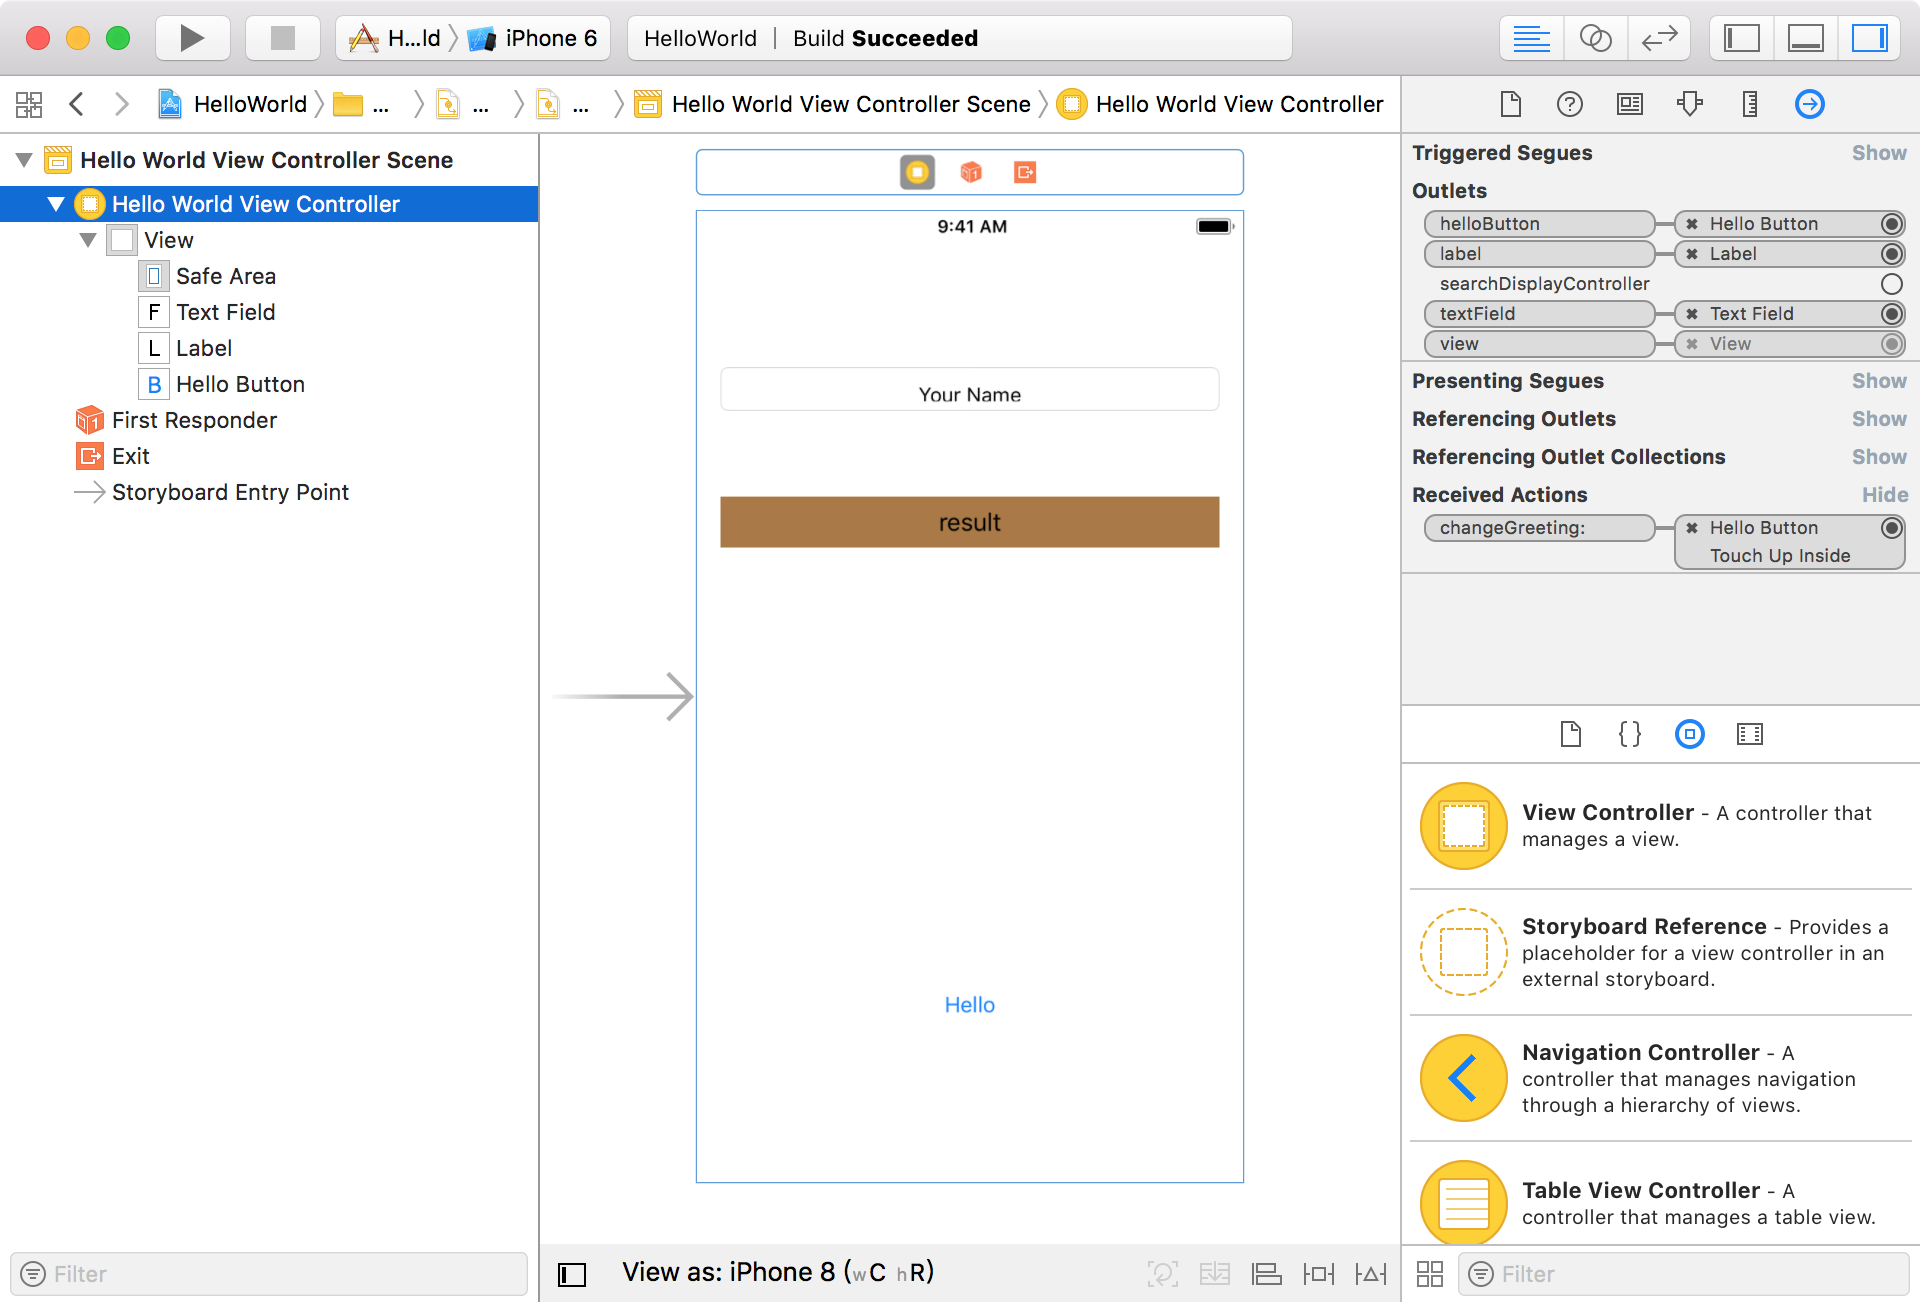 H...ld iPhone 6
HelloWorld | Build Succeeded
HelloWorld ... ... ... Hello World View Controller Scene Hello World View Controller
Hello World View Controller Scene
Hello World View Controller
View
Safe Area
F Text Field
L Label
B Hello Button
1 First Responder
Exit
Storyboard Entry Point
Filter
1
9:41 AM
Your Name
result
Hello
View as: iPhone 8 (wC hR)
?
Triggered Segues Show
Outlets
helloButton Hello Button
label Label
searchDisplayController
textField Text Field
view View
Presenting Segues Show
Referencing Outlets Show
Referencing Outlet Collections Show
Received Actions Hide
changeGreeting: Hello Button
Touch Up Inside
{}
View Controller - A controller that
manages a view.
Storyboard Reference - Provides a
placeholder for a view controller in an
external storyboard.
Navigation Controller - A
controller that manages navigation
through a hierarchy of views.
Table View Controller - A
controller that manages a table view.
Filter